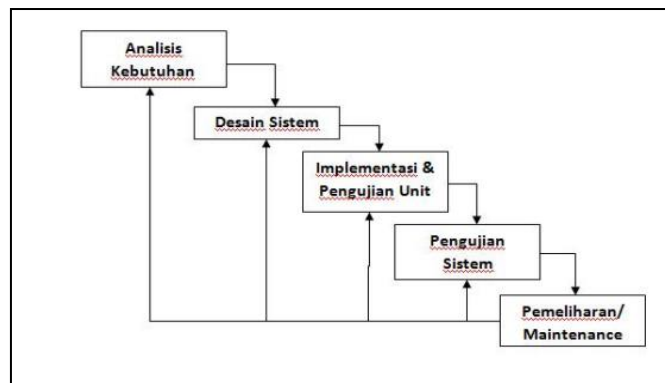 Analisis
Kebutuhan
Desain Sistem
Implementasi &
Pengujian Unit
Pengujian
Sistem
Pemeliharan/
Maintenance